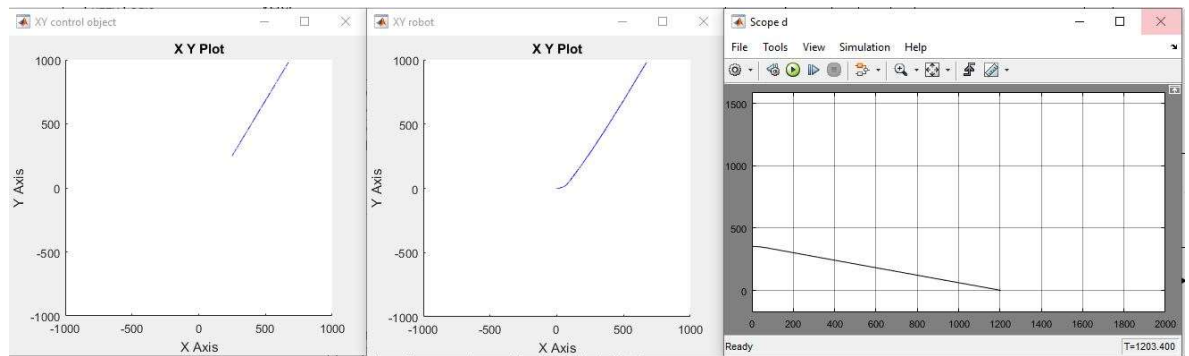 XY control object
X Y Plot
1000
500
0
-500
-1000
-1000 -500 0 500 1000
Y Axis
X Axis
XY robot
X Y Plot
1000
500
0
-500
-1000
-1000 -500 0 500 1000
Y Axis
X Axis
Scope d
File Tools View Simulation Help
1500
1000
500
0
0 200 400 600 800 1000 1200 1400 1600 1800 2000
Ready T=1203.400